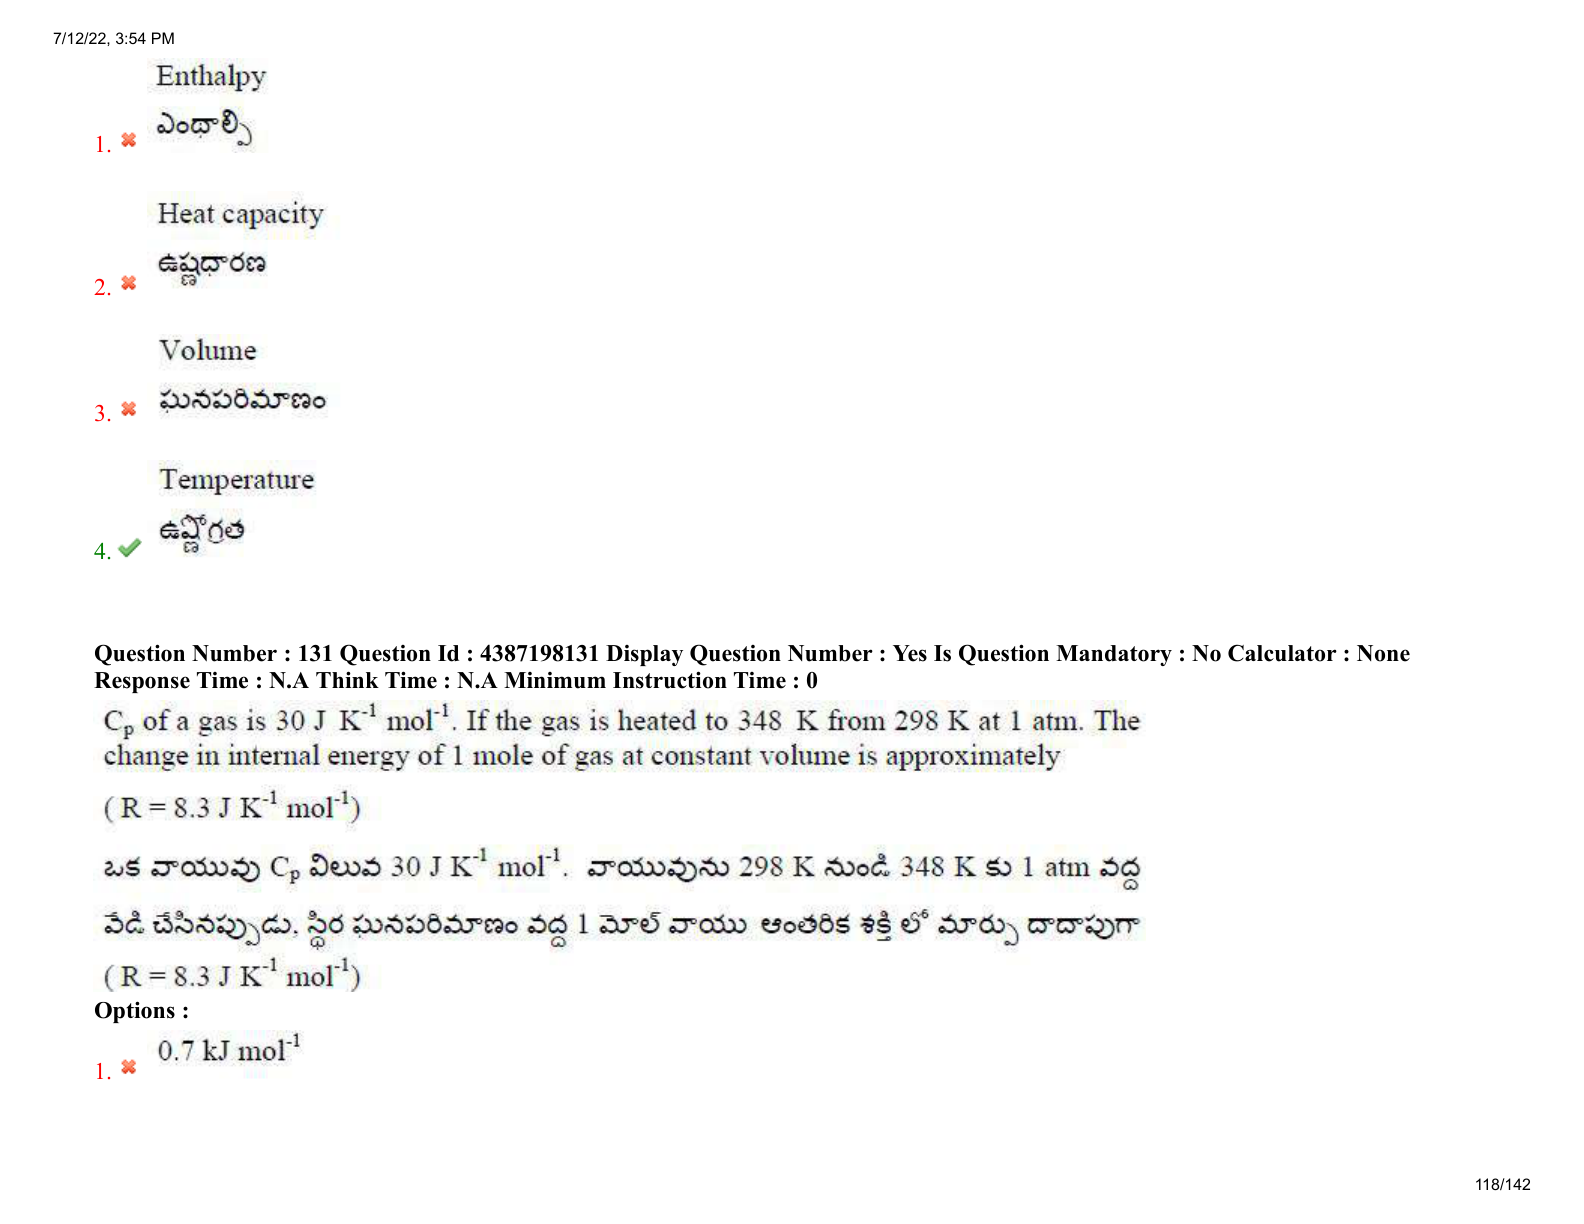 7/12/22, 3:54 PM
Enthalpy
ఎంథాల్పి
1.
Heat capacity
ఉష్ణధారణ
2.
Volume
ఘనపరిమాణం
3.
Temperature
ఉష్ణోగ్రత
4.
Question Number : 131 Question Id : 4387198131 Display Question Number : Yes Is Question Mandatory : No Calculator : None
Response Time : N.A Think Time : N.A Minimum Instruction Time : 0
Cp of a gas is 30 J K⁻¹ mol⁻¹. If the gas is heated to 348 K from 298 K at 1 atm. The
change in internal energy of 1 mole of gas at constant volume is approximately
( R = 8.3 J K⁻¹ mol⁻¹)
ఒక వాయువు Cp విలువ 30 J K⁻¹ mol⁻¹. వాయువును 298 K నుండి 348 K కు 1 atm వద్ద
వేడి చేసినప్పుడు, స్థిర ఘనపరిమాణం వద్ద 1 మోల్ వాయు ఆంతరిక శక్తి లో మార్పు దాదాపుగా
( R = 8.3 J K⁻¹ mol⁻¹)
Options :
0.7 kJ mol⁻¹
1.
118/142